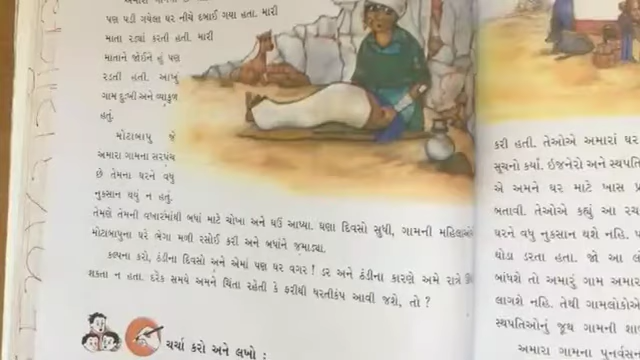 પણ પડી ગયેલા ઘર નીચે દબાઈ ગણા હતા. મારી
માતા રડ્યાં કરતી હતી. મારી
માતાને જોઈને હું પણ
રડતી હતી. આખું
ગામ દુઃખી અને વ્યાકુળ
હતું.
મોટાબાપુ જે
અમારા ગામના સરપંચ
છે તેમના ઘરને વધુ
નુકસાન થયું ન હતું.
તેમણે તેમની વખારમાંથી બધાં માટે ચોખા અને ઘઉં આપ્યા. ઘણા દિવસો સુધી, ગામની
મોટાબાપુના ઘરે ભેગા મળી રસોઈ કરી અને બધાંને જમાડ્યા.
કલ્પના કરો, ઠંડીના દિવસો અને એમાં પણ ઘર વગર! ડર અને ઠંડીના કારણે અમે રાત્રે
શકતા ન હતા. દરેક સમયે અમને ચિંતા રહેતી કે ફરીથી ધરતીકંપ આવી જશે, તો ?
ચર્ચા કરો અને લખો :
કરી હતી. તેઓએ અમારાં ઘર
સૂચનો કર્યાં. ઇજનેરો અને સ્થપતિ
એ અમને ઘર માટે ખાસ
બતાવી. તેઓએ કહ્યું આ
ઘરને વધુ નુકસાન થશે નહિ.
થોડા ડરતા હતા. જો આ
બાંધશે તો અમારું ગામ અમારા
લાગશે નહિ. તેથી ગામલોકોએ
સ્થપતિઓનું જૂથ ગામની
અમારા ગામના પુનર્વસન